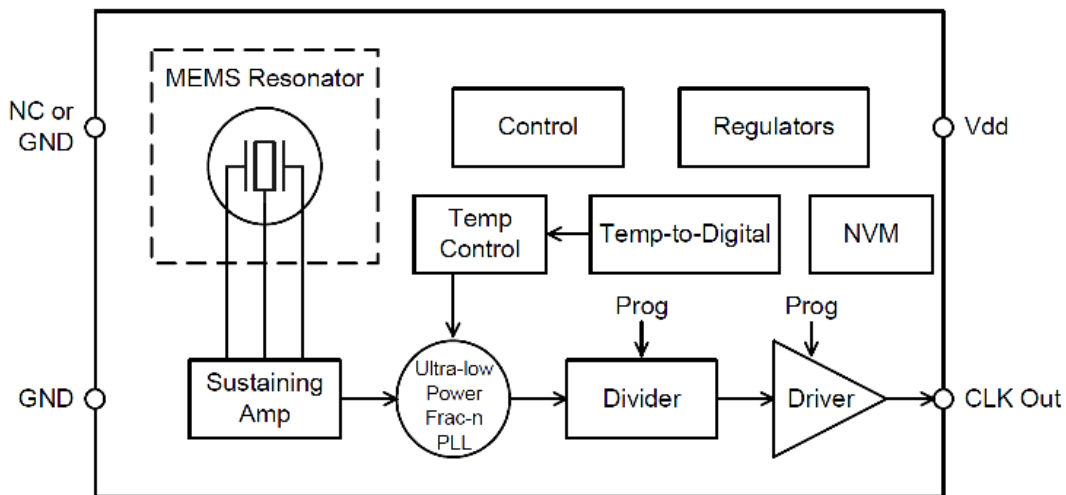 MEMS Resonator
NC or
GND
Control
Regulators
Vdd
Temp
Control
Temp-to-Digital
NVM
Prog
Prog
GND
Sustaining
Amp
Ultra-low
Power
Frac-n
PLL
Divider
Driver
CLK Out